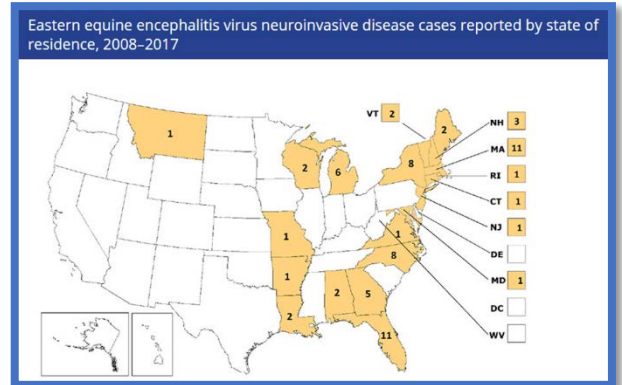 Eastern equine encephalitis virus neuroinvasive disease cases reported by state of
residence, 2008–2017
VT 2
2
NH 3
1
8
MA 11
2
6
RI 1
CT 1
NJ 1
1
1
DE
8
MD 1
1
2
5
DC
2
WV
11